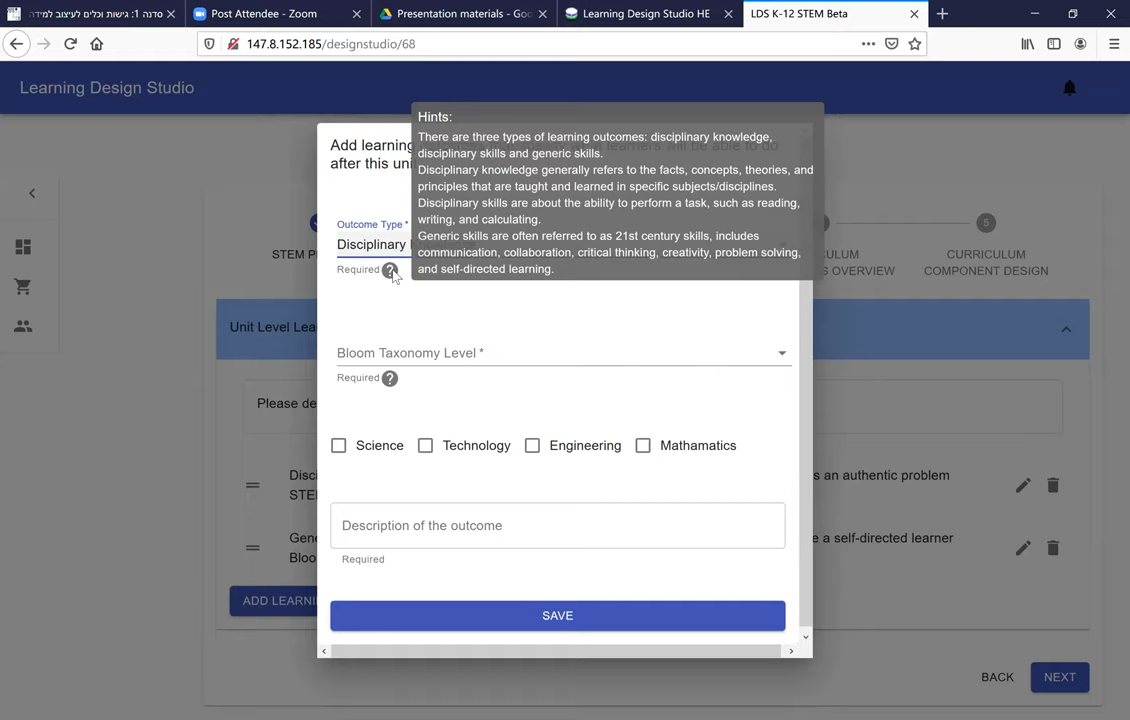 סדנה 1: גישות וכלים לעיצוב למידה
Post Attendee - Zoom
Presentation materials - Goo
Learning Design Studio HE
LDS K-12 STEM Beta
147.8.152.185/designstudio/68
Learning Design Studio
Hints:
There are three types of learning outcomes: disciplinary knowledge,
disciplinary skills and generic skills.
Disciplinary knowledge generally refers to the facts, concepts, theories, and
principles that are taught and learned in specific subjects/disciplines.
Disciplinary skills are about the ability to perform a task, such as reading,
writing, and calculating.
Generic skills are often referred to as 21st century skills, includes
communication, collaboration, critical thinking, creativity, problem solving,
and self-directed learning.
Add learning will be able to do
after this uni
Outcome Type *
Disciplinary
Required ?
STEM P
5
ULUM
S OVERVIEW
CURRICULUM
COMPONENT DESIGN
Unit Level Lea
Bloom Taxonomy Level *
Required ?
Please de
Science Technology Engineering Mathamatics
Disci
STE
s an authentic problem
Description of the outcome
Required
Gene
Bloo
e a self-directed learner
ADD LEARNI
SAVE
BACK NEXT